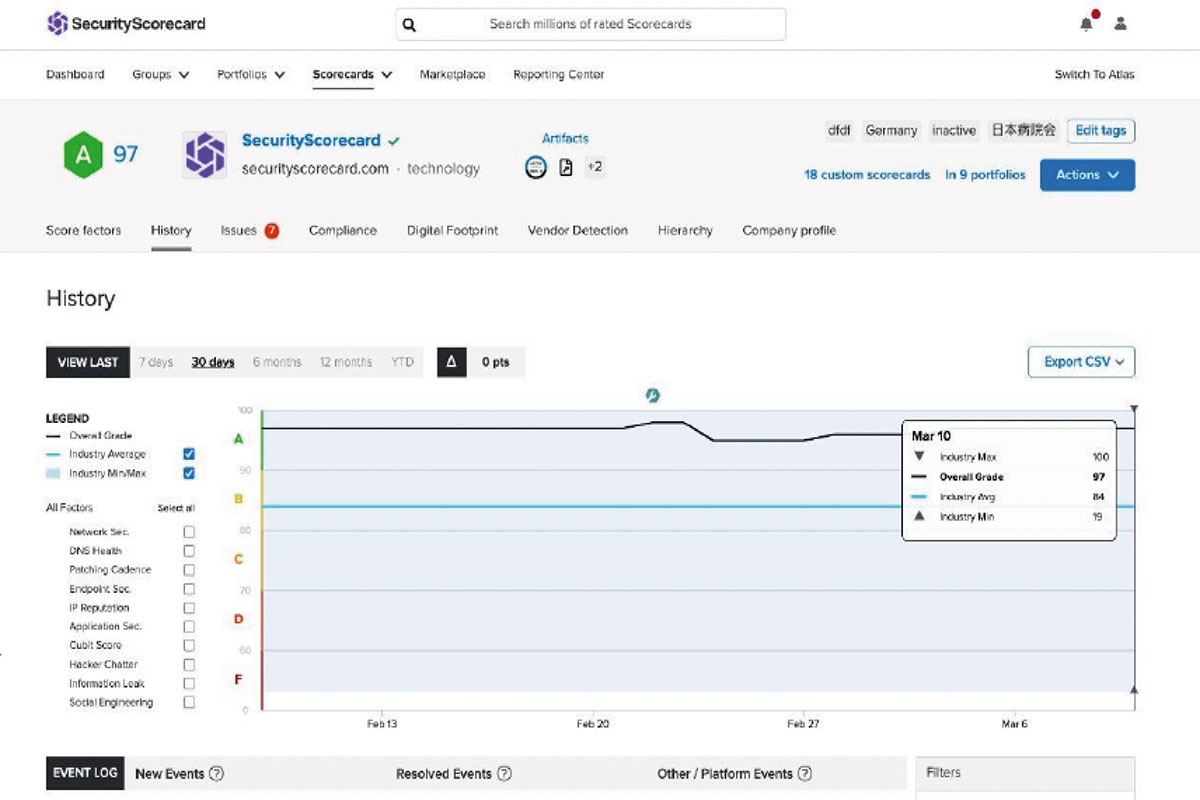 SecurityScorecard
Search millions of rated Scorecards
Dashboard Groups Portfolios Scorecards Marketplace Reporting Center Switch To Atlas
A 97
SecurityScorecard
securityscorecard.com · technology
Artifacts
+2
dfdf Germany inactive 日本病院会 Edit tags
18 custom scorecards In 9 portfolios Actions
Score factors History Issues 7 Compliance Digital Footprint Vendor Detection Hierarchy Company profile
History
VIEW LAST 7 days 30 days 6 months 12 months YTD Δ 0 pts Export CSV
LEGEND
Overall Grade
Industry Average
Industry Min/Max
All Factors Select all
Network Sec.
DNS Health
Patching Cadence
Endpoint Sec.
IP Reputation
Application Sec.
Cubit Score
Hacker Chatter
Information Leak
Social Engineering
100
A
90
B
80
C
70
D
60
F
0
Feb 13 Feb 20 Feb 27 Mar 6
Mar 10
Industry Max 100
Overall Grade 97
Industry Avg 84
Industry Min 19
EVENT LOG New Events ? Resolved Events ? Other / Platform Events ? Filters